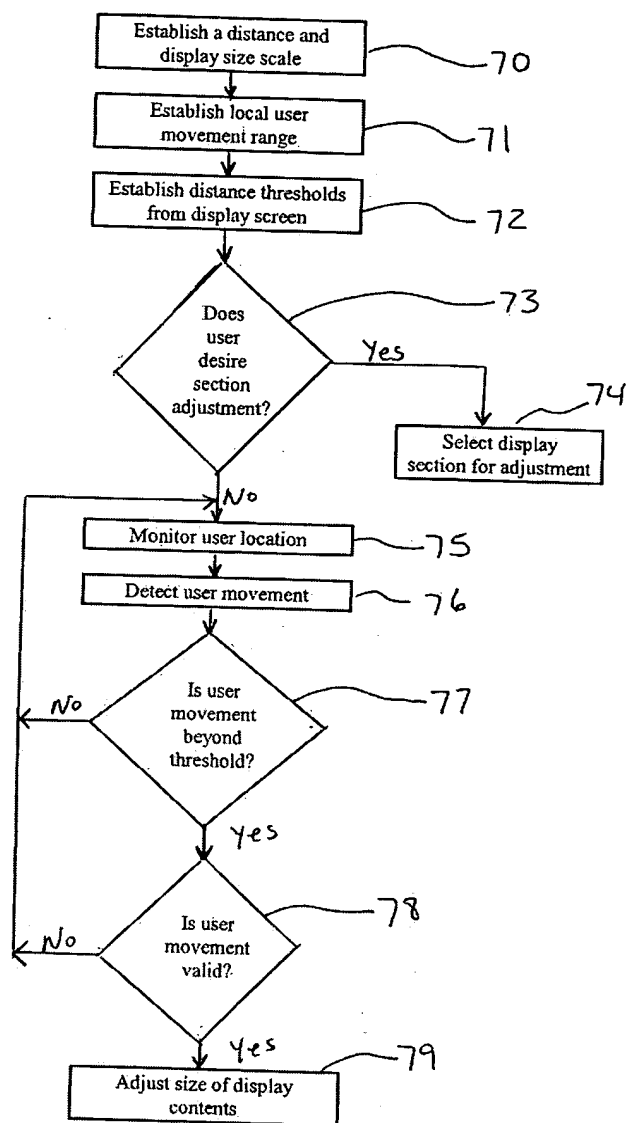 Establish a distance and
display size scale
70
Establish local user
movement range
71
Establish distance thresholds
from display screen
72
73
Does
user
desire
section
adjustment?
Yes
74
Select display
section for adjustment
No
Monitor user location
75
Detect user movement
76
77
Is user
movement
beyond
threshold?
No
Yes
78
Is user
movement
valid?
No
Yes
79
Adjust size of display
contents